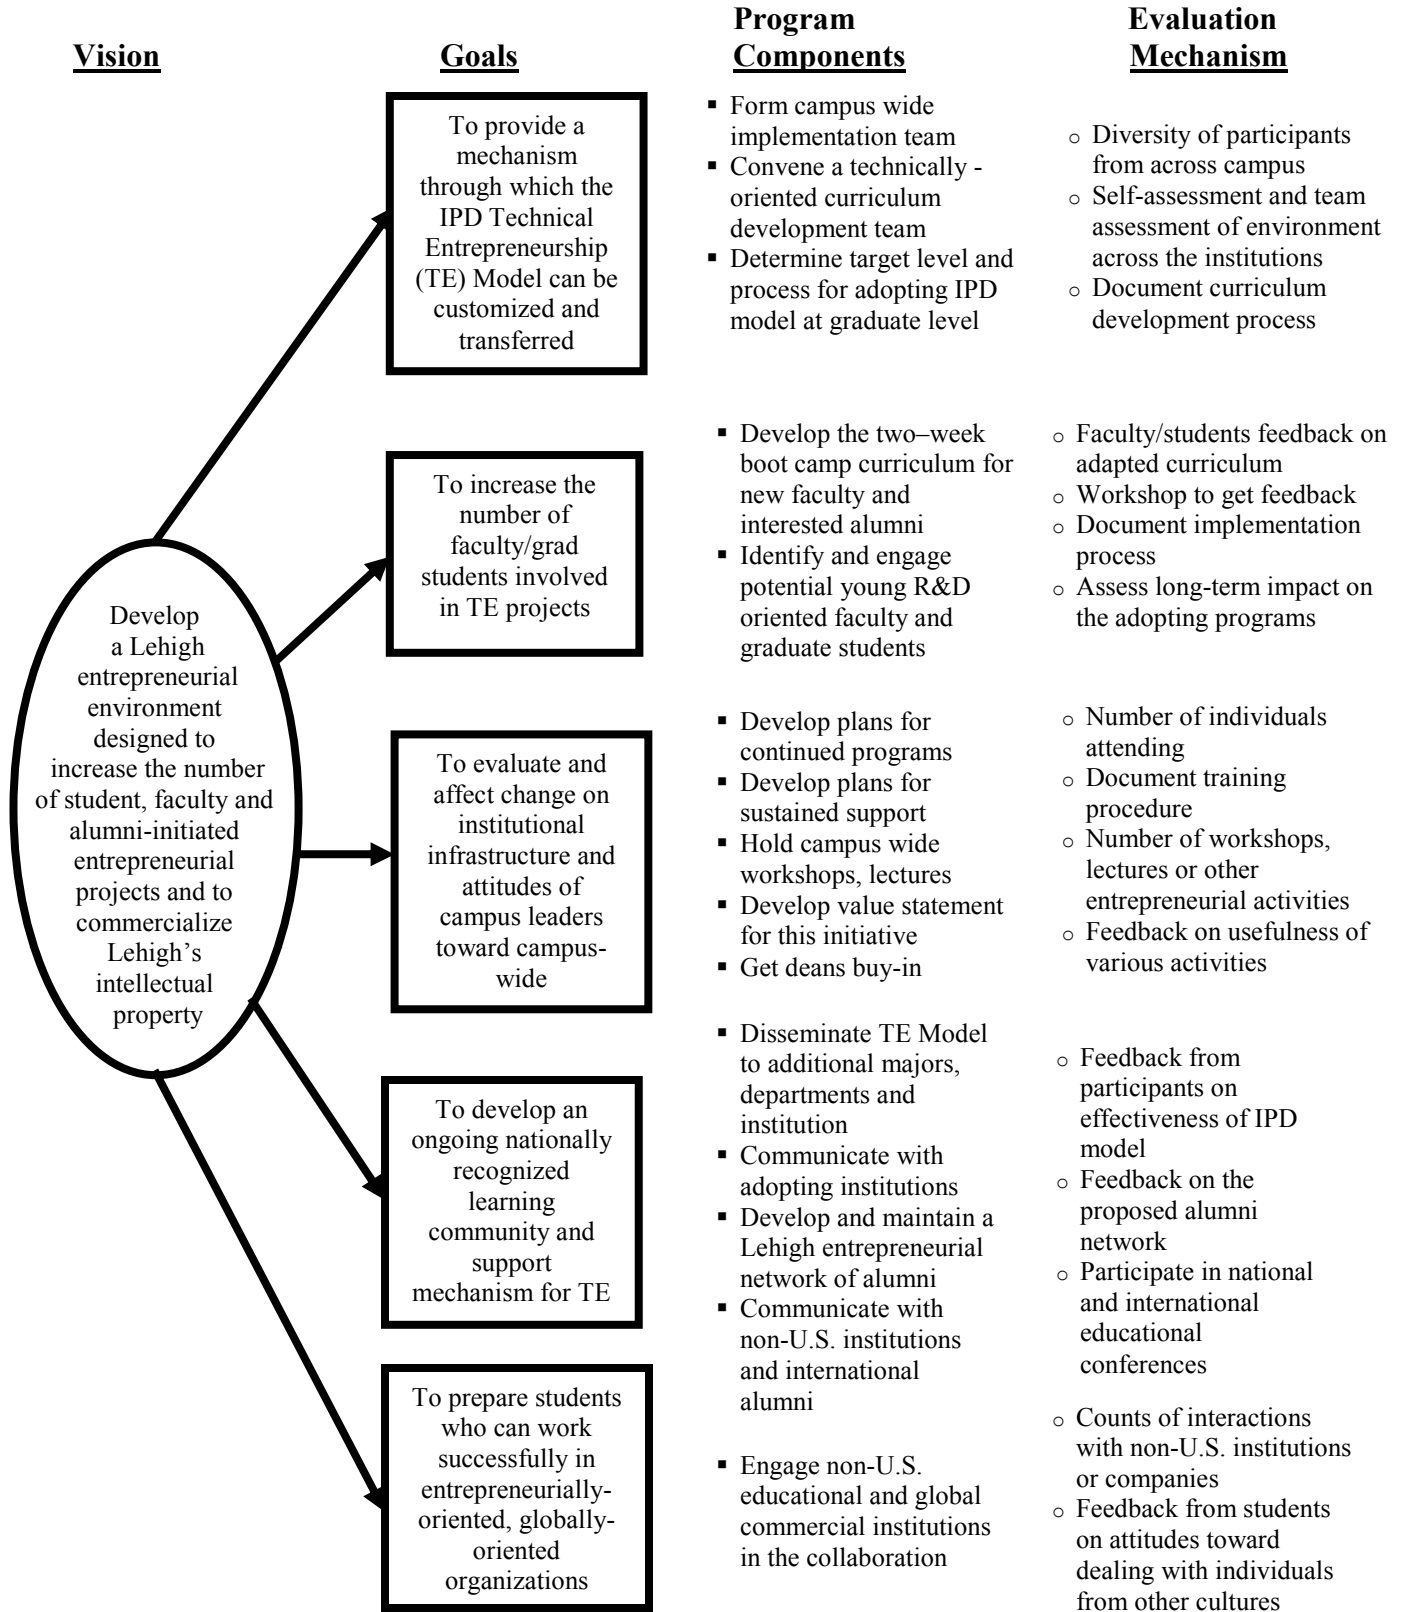 Vision
Goals
Program
Components
Evaluation
Mechanism
Develop
a Lehigh
entrepreneurial
environment
designed to
increase the number
of student, faculty and
alumni-initiated
entrepreneurial
projects and to
commercialize
Lehigh’s
intellectual
property
To provide a
mechanism
through which the
IPD Technical
Entrepreneurship
(TE) Model can be
customized and
transferred
▪ Form campus wide
implementation team
▪ Convene a technically -
oriented curriculum
development team
▪ Determine target level and
process for adopting IPD
model at graduate level
o Diversity of participants
from across campus
o Self-assessment and team
assessment of environment
across the institutions
o Document curriculum
development process
To increase the
number of
faculty/grad
students involved
in TE projects
▪ Develop the two–week
boot camp curriculum for
new faculty and
interested alumni
▪ Identify and engage
potential young R&D
oriented faculty and
graduate students
o Faculty/students feedback on
adapted curriculum
o Workshop to get feedback
o Document implementation
process
o Assess long-term impact on
the adopting programs
To evaluate and
affect change on
institutional
infrastructure and
attitudes of
campus leaders
toward campus-
wide
▪ Develop plans for
continued programs
▪ Develop plans for
sustained support
▪ Hold campus wide
workshops, lectures
▪ Develop value statement
for this initiative
▪ Get deans buy-in
o Number of individuals
attending
o Document training
procedure
o Number of workshops,
lectures or other
entrepreneurial activities
o Feedback on usefulness of
various activities
To develop an
ongoing nationally
recognized
learning
community and
support
mechanism for TE
▪ Disseminate TE Model
to additional majors,
departments and
institution
▪ Communicate with
adopting institutions
▪ Develop and maintain a
Lehigh entrepreneurial
network of alumni
▪ Communicate with
non-U.S. institutions
and international
alumni
o Feedback from
participants on
effectiveness of IPD
model
o Feedback on the
proposed alumni
network
o Participate in national
and international
educational
conferences
To prepare students
who can work
successfully in
entrepreneurially-
oriented, globally-
oriented
organizations
▪ Engage non-U.S.
educational and global
commercial institutions
in the collaboration
o Counts of interactions
with non-U.S. institutions
or companies
o Feedback from students
on attitudes toward
dealing with individuals
from other cultures